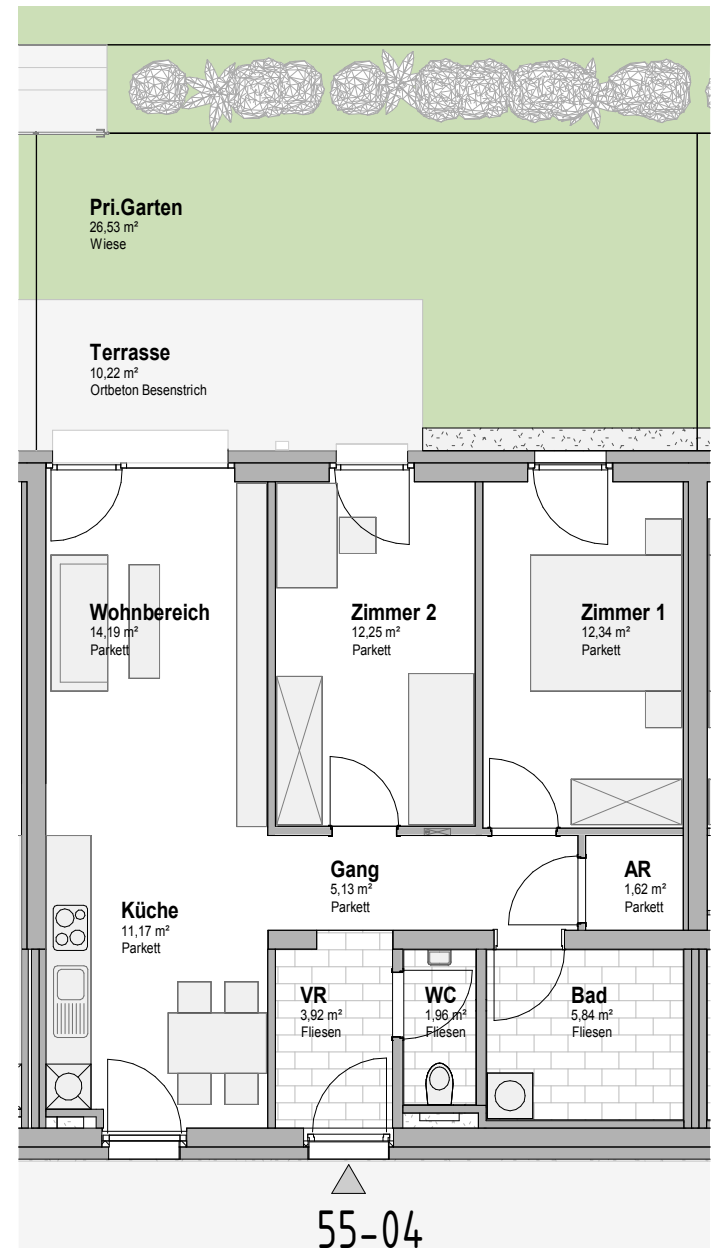 Pri.Garten
26,53 m²
Wiese
Terrasse
10,22 m²
Ortbeton Besenstrich
Wohnbereich
14,19 m²
Parkett
Zimmer 2
12,25 m²
Parkett
Zimmer 1
12,34 m²
Parkett
Gang
5,13 m²
Parkett
AR
1,62 m²
Parkett
Küche
11,17 m²
Parkett
VR
3,92 m²
Fliesen
WC
1,96 m²
Fliesen
Bad
5,84 m²
Fliesen
55-04